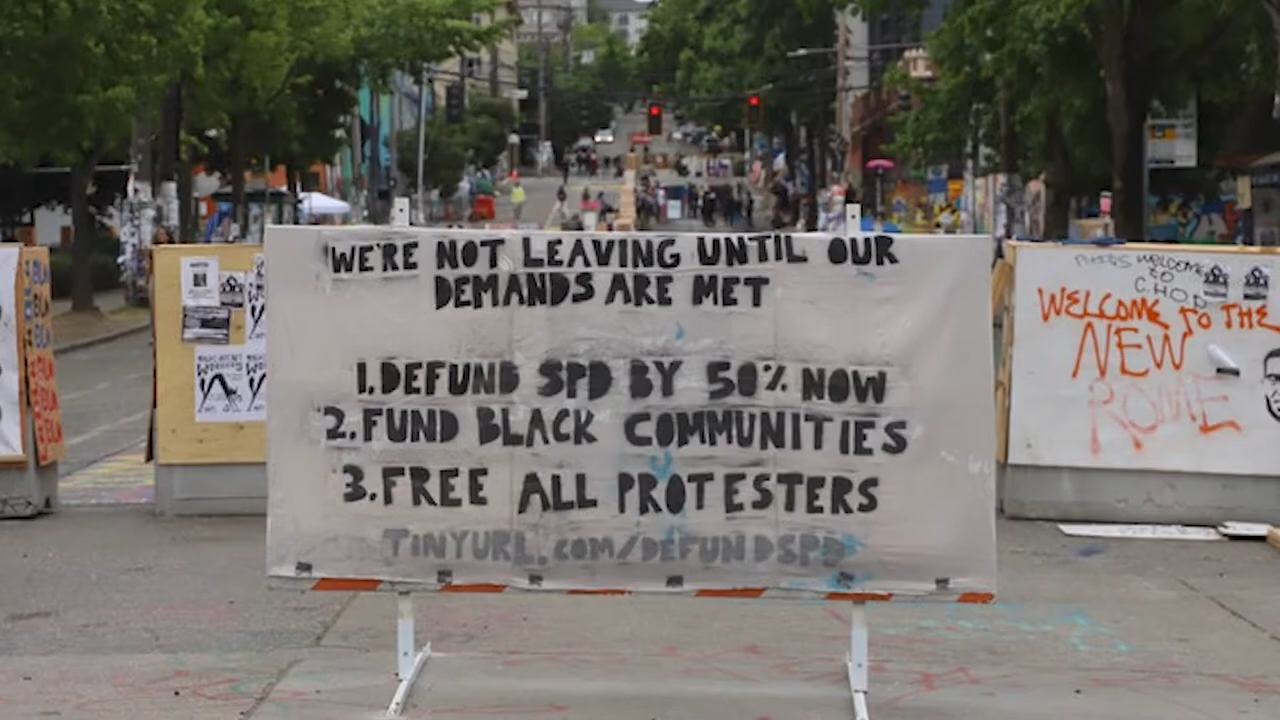 WE'RE NOT LEAVING UNTIL OUR
DEMANDS ARE MET
1. DEFUND SPD BY 50% NOW
2. FUND BLACK COMMUNITIES
3. FREE ALL PROTESTERS
TINYURL.COM/DEFUNDSPD
WELCOME
TO
C.H.O.P
WELCOME TO THE
NEW
ROME